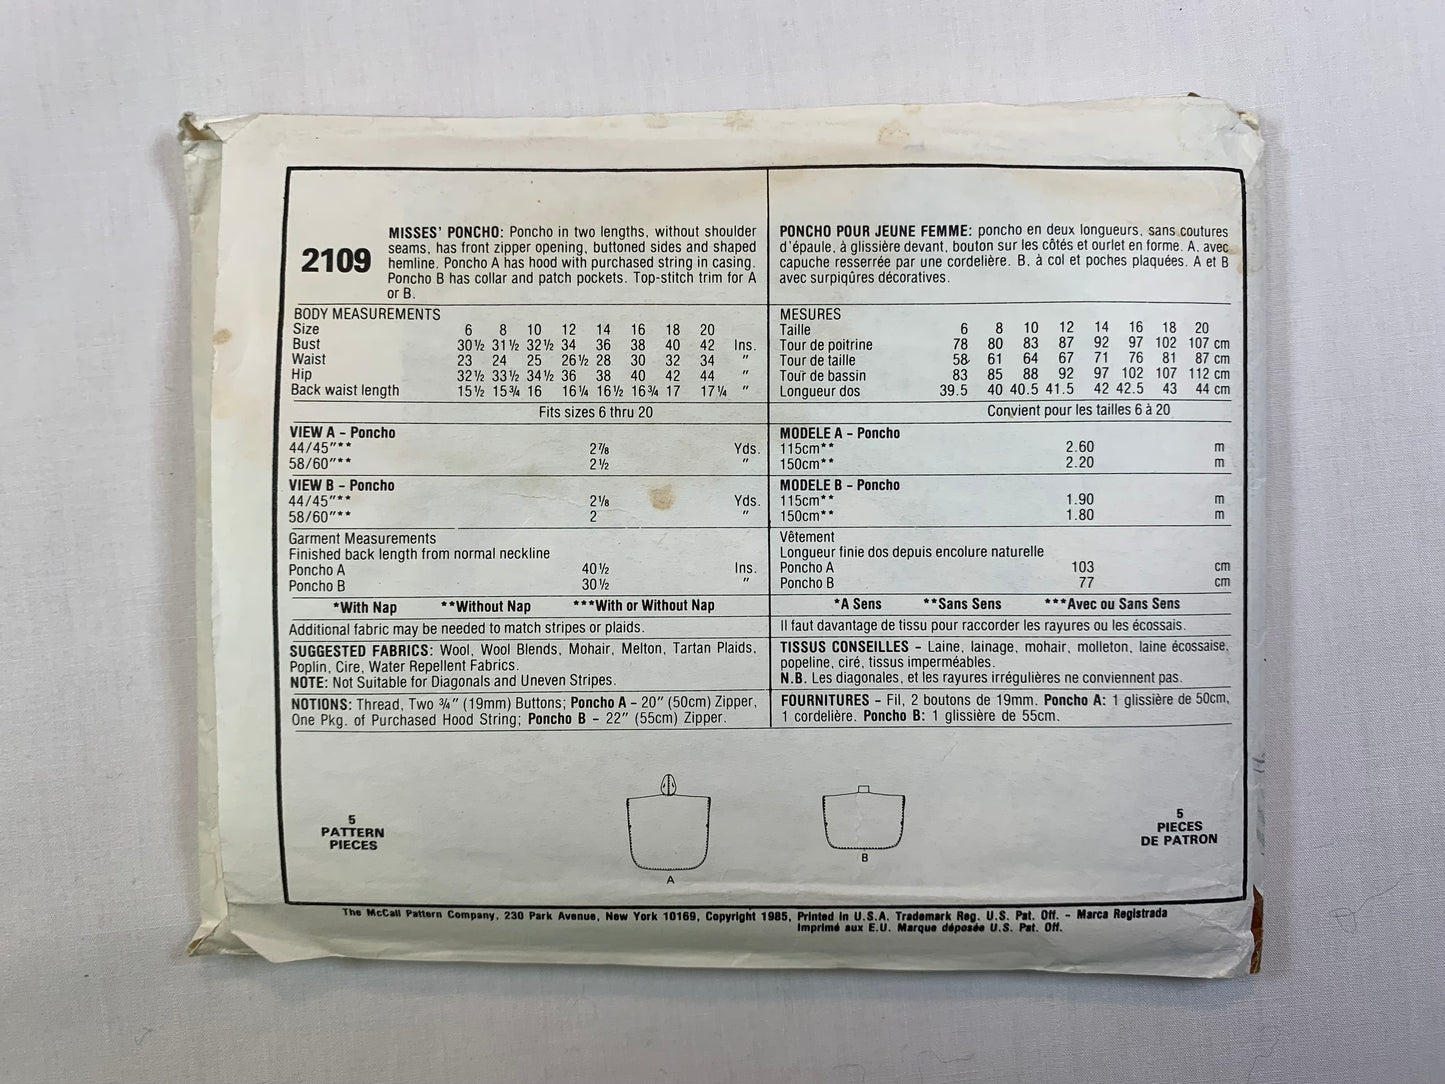 2109
MISSES' PONCHO: Poncho in two lengths, without shoulder
seams, has front zipper opening, buttoned sides and shaped
hemline. Poncho A has hood with purchased string in casing.
Poncho B has collar and patch pockets. Top-stitch trim for A
or B.
BODY MEASUREMENTS
Size 6 8 10 12 14 16 18 20
Bust 30½ 31½ 32½ 34 36 38 40 42 Ins.
Waist 23 24 25 26½ 28 30 32 34 "
Hip 32½ 33½ 34½ 36 38 40 42 44 "
Back waist length 15½ 15¾ 16 16¼ 16½ 16¾ 17 17¼ "
Fits sizes 6 thru 20
VIEW A - Poncho
44/45"** 2⅞ Yds.
58/60"** 2½ "
VIEW B - Poncho
44/45"** 2⅛ Yds.
58/60"** 2 "
Garment Measurements
Finished back length from normal neckline
Poncho A 40½ Ins.
Poncho B 30½ "
*With Nap **Without Nap ***With or Without Nap
Additional fabric may be needed to match stripes or plaids.
SUGGESTED FABRICS: Wool, Wool Blends, Mohair, Melton, Tartan Plaids,
Poplin, Cire, Water Repellent Fabrics.
NOTE: Not Suitable for Diagonals and Uneven Stripes.
NOTIONS: Thread, Two ¾" (19mm) Buttons; Poncho A - 20" (50cm) Zipper,
One Pkg. of Purchased Hood String; Poncho B - 22" (55cm) Zipper.
PONCHO POUR JEUNE FEMME: poncho en deux longueurs, sans coutures
d'épaule, à glissière devant, bouton sur les côtés et ourlet en forme. A. avec
capuche resserrée par une cordelière. B. à col et poches plaquées. A et B
avec surpiqûres décoratives.
MESURES
Taille 6 8 10 12 14 16 18 20
Tour de poitrine 78 80 83 87 92 97 102 107 cm
Tour de taille 58 61 64 67 71 76 81 87 cm
Tour de bassin 83 85 88 92 97 102 107 112 cm
Longueur dos 39.5 40 40.5 41.5 42 42.5 43 44 cm
Convient pour les tailles 6 à 20
MODELE A - Poncho
115cm** 2.60 m
150cm** 2.20 m
MODELE B - Poncho
115cm** 1.90 m
150cm** 1.80 m
Vêtement
Longueur finie dos depuis encolure naturelle
Poncho A 103 cm
Poncho B 77 cm
*A Sens **Sans Sens ***Avec ou Sans Sens
Il faut davantage de tissu pour raccorder les rayures ou les écossais.
TISSUS CONSEILLES - Laine, lainage, mohair, molleton, laine écossaise,
popeline, ciré, tissus imperméables.
N.B. Les diagonales, et les rayures irrégulières ne conviennent pas.
FOURNITURES - Fil, 2 boutons de 19mm. Poncho A: 1 glissière de 50cm,
1 cordelière. Poncho B: 1 glissière de 55cm.
5
PATTERN
PIECES
A
B
5
PIECES
DE PATRON
The McCall Pattern Company, 230 Park Avenue, New York 10169, Copyright 1985, Printed in U.S.A. Trademark Reg. U.S. Pat. Off. - Marca Registrada
Imprimé aux E.U. Marque déposée U.S. Pat. Off.